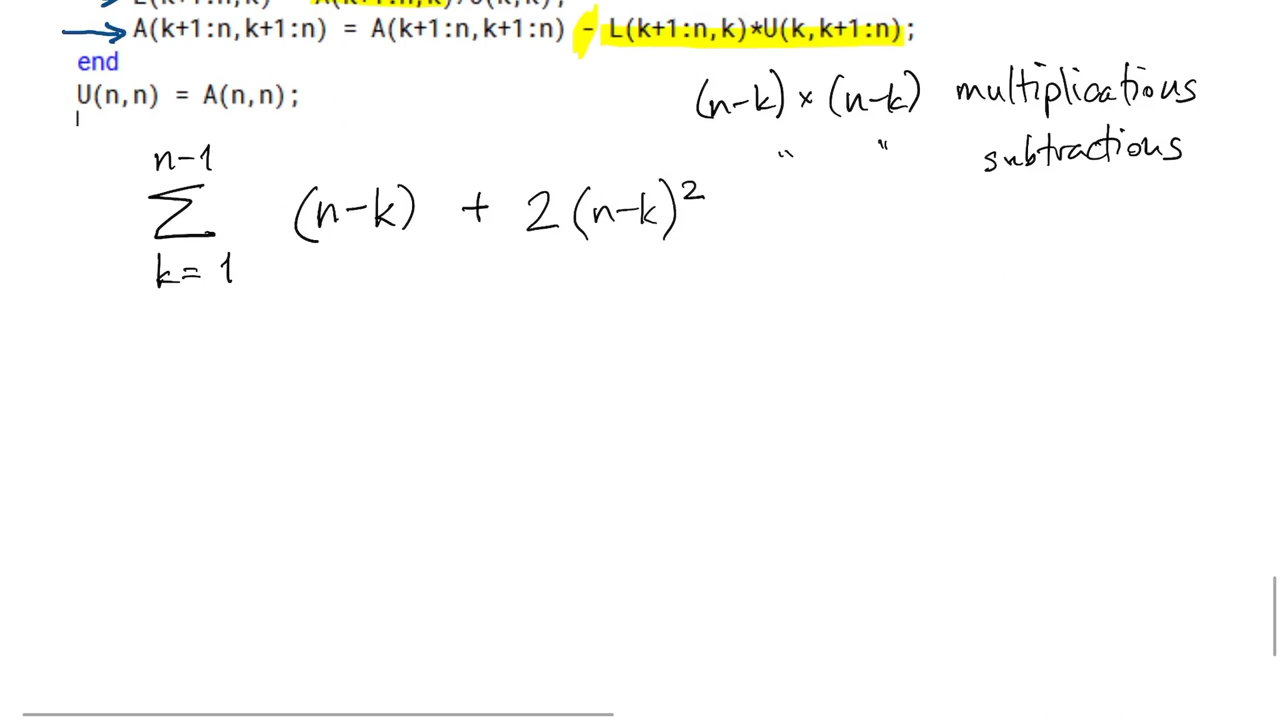 A(k+1:n,k+1:n) = A(k+1:n,k+1:n) - L(k+1:n,k)*U(k,k+1:n);
end
U(n,n) = A(n,n);
(n-k) × (n-k) multiplications
" " subtractions
n-1
∑ (n-k) + 2(n-k)²
k=1